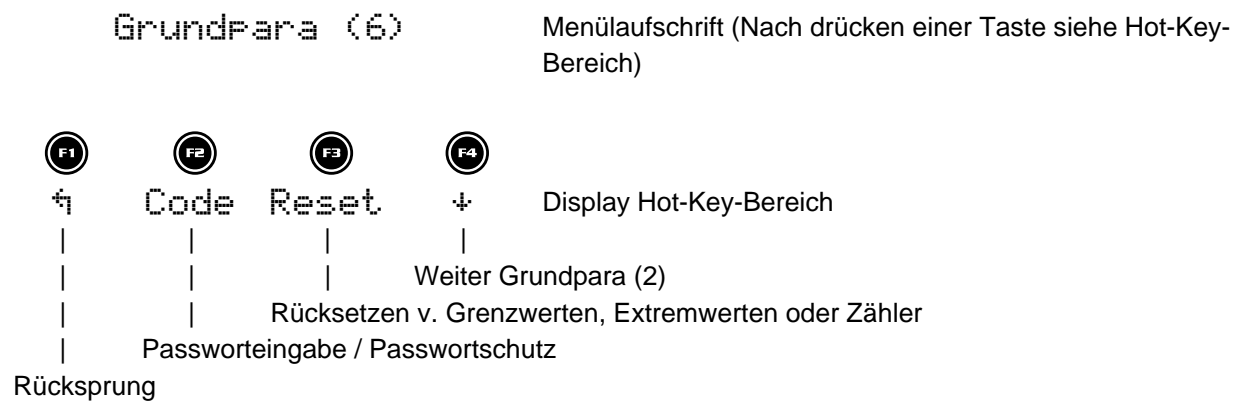 Grundpara (6) Menülaufschrift (Nach drücken einer Taste siehe Hot-Key-
Bereich)
F1 F2 F3 F4
↰ Code Reset ↓ Display Hot-Key-Bereich
| | | |
| | | Weiter Grundpara (2)
| | Rücksetzen v. Grenzwerten, Extremwerten oder Zähler
| Passworteingabe / Passwortschutz
Rücksprung